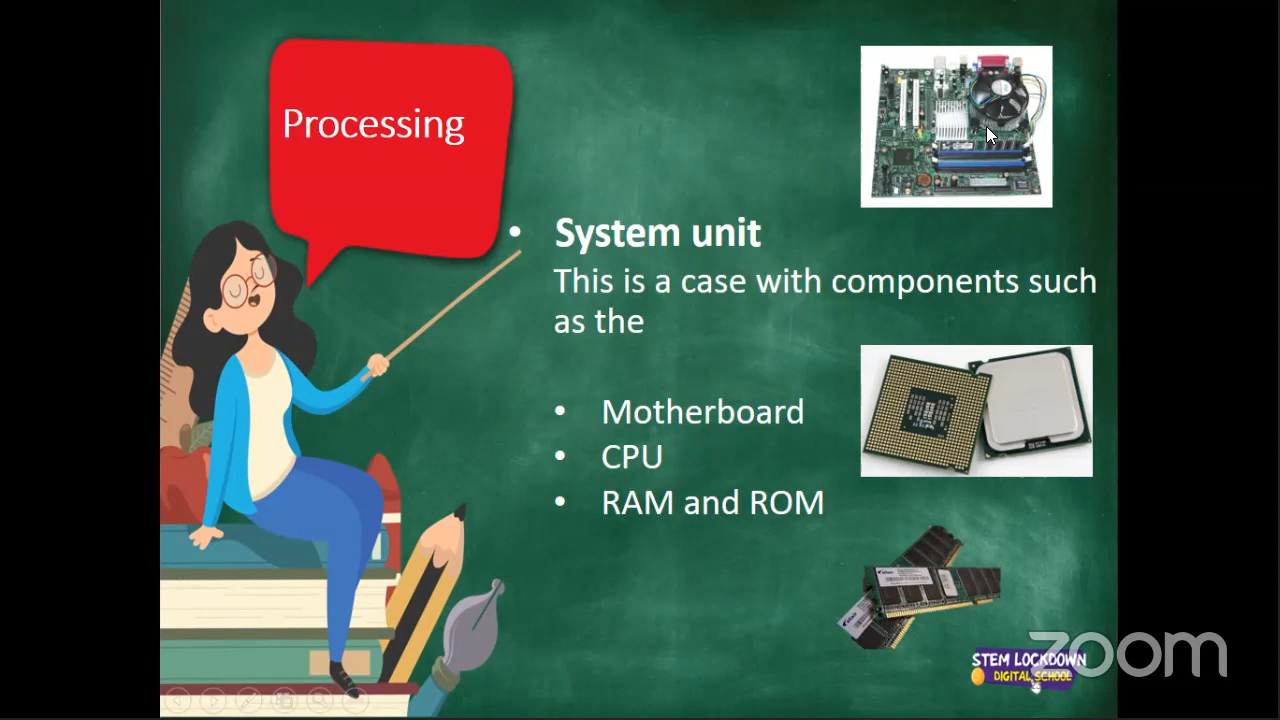 Processing
• System unit
This is a case with components such
as the
• Motherboard
• CPU
• RAM and ROM
STEM LOCKDOWN
DIGITAL SCHOOL
zoom